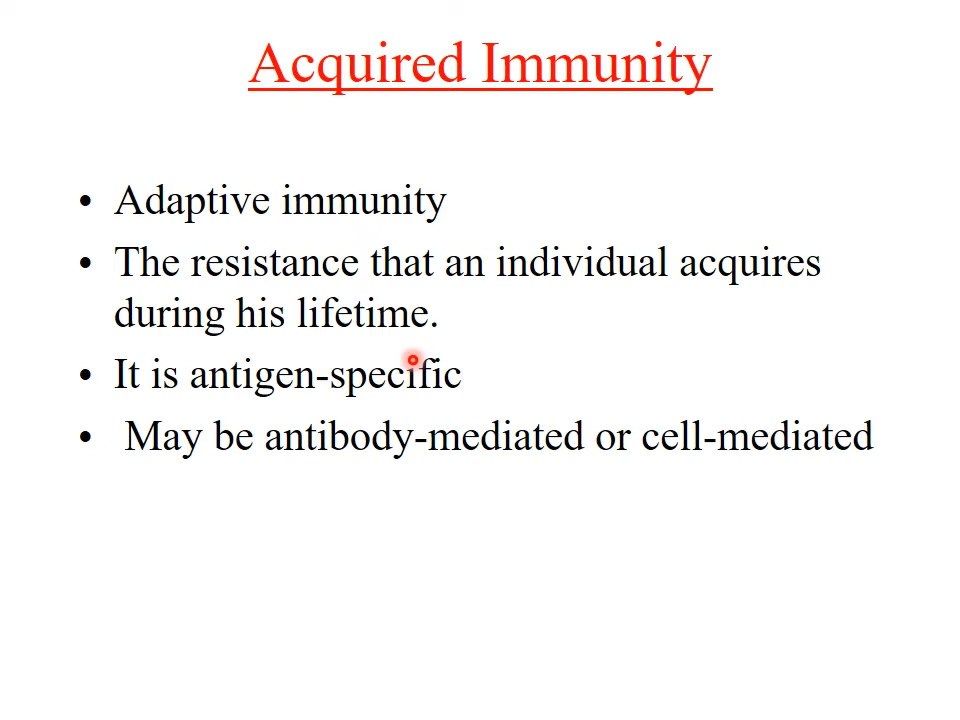 Acquired Immunity
• Adaptive immunity
• The resistance that an individual acquires
during his lifetime.
• It is antigen-specific
• May be antibody-mediated or cell-mediated